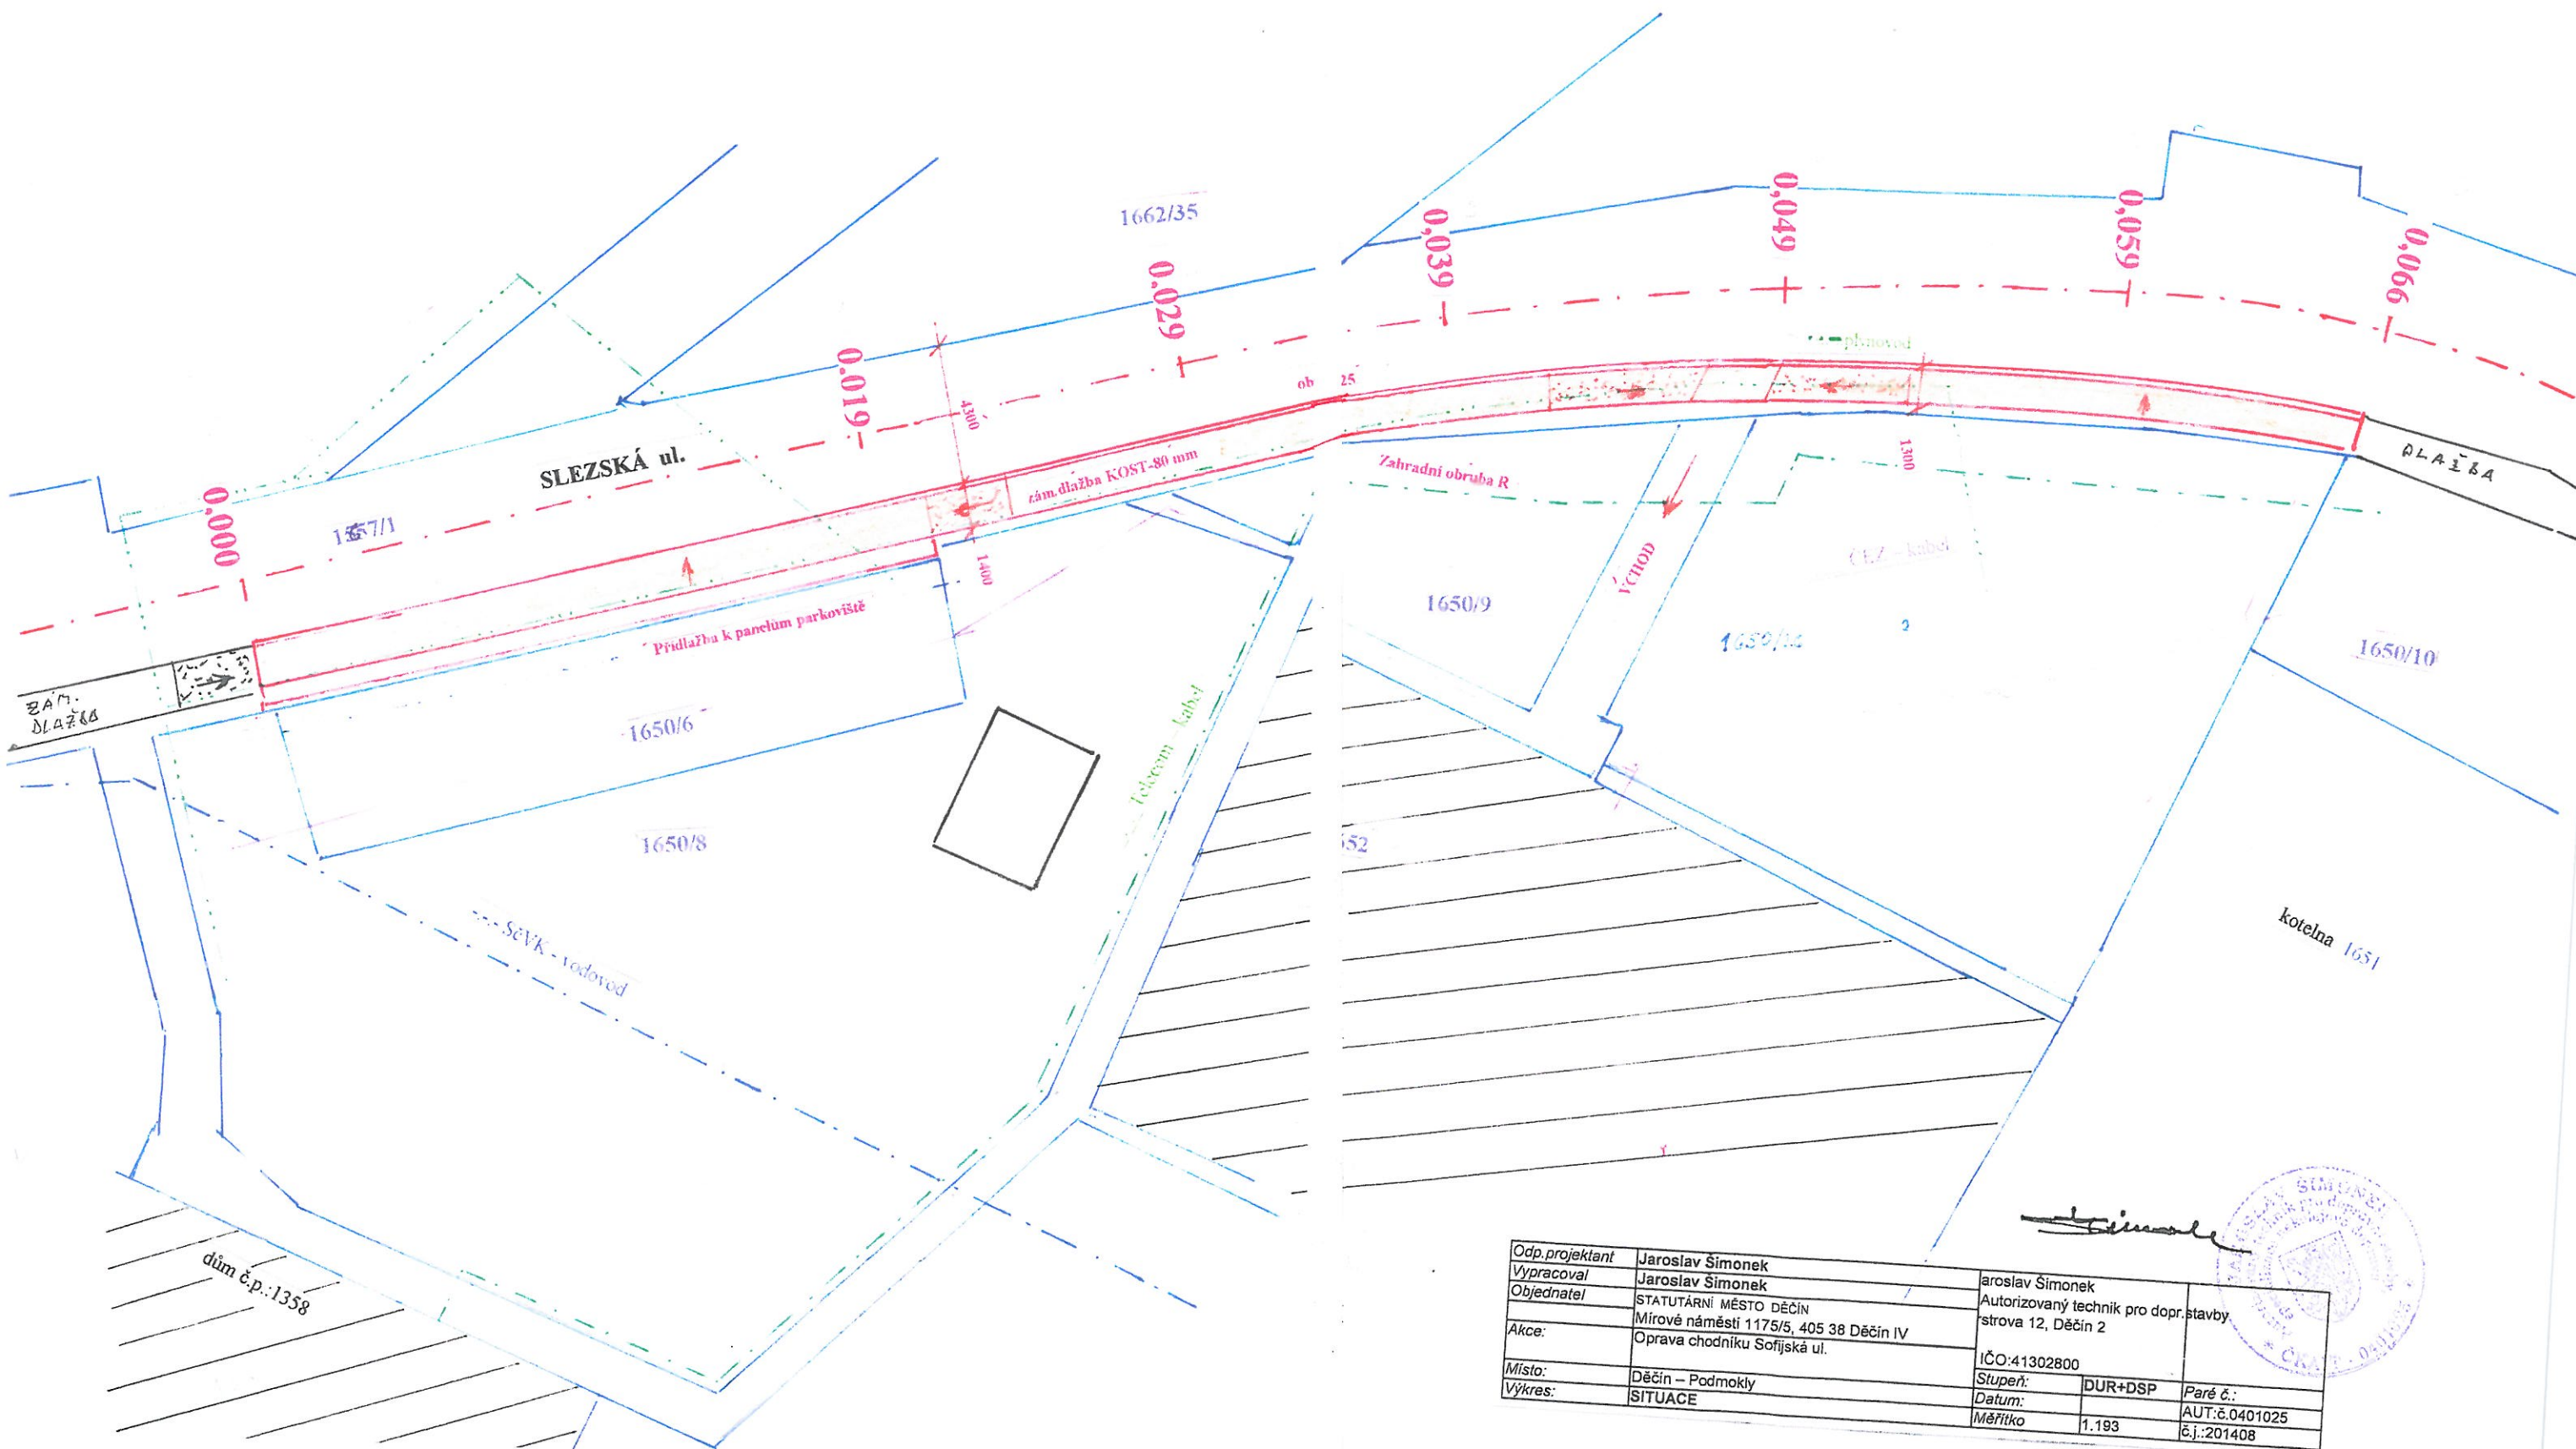 1662/35
0,000
0.019
0.029
0,039
0,049
0,059
0,066
SLEZSKÁ ul.
4300
ob
25
zám.dlažba KOST-80 mm
1400
Přídlažba k panelům parkoviště
ZÁM.
DLAŽBA
1650/6
1650/8
SčVK - vodovod
Telecom - kabel
dům č.p.:1358
plynovod
Zahradní obruba R
1300
VCHOD
ČEZ - kabel
DLAŽBA
1650/9
1650/10
652
kotelna 1651
Odp.projektant Jaroslav Šimonek
Vypracoval Jaroslav Šimonek
Objednatel STATUTÁRNÍ MĚSTO DĚČÍN
Mírové náměstí 1175/5, 405 38 Děčín IV
Akce: Oprava chodníku Sofijská ul.
Místo: Děčín – Podmokly
Výkres: SITUACE
aroslav Šimonek
Autorizovaný technik pro dopr.stavby
strova 12, Děčín 2
IČO:41302800
Stupeň: DUR+DSP Paré č.:
Datum: AUT:č.0401025
Měřítko 1.193 č.j.:201408